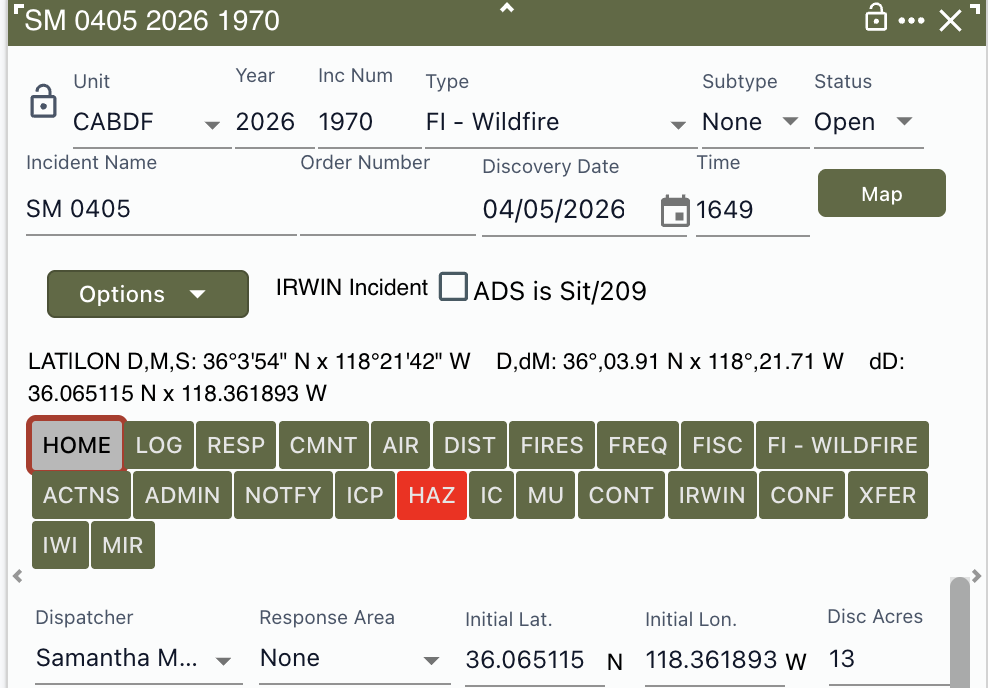 SM 0405 2026 1970
Unit Year Inc Num Type Subtype Status
CABDF 2026 1970 FI - Wildfire None Open
Incident Name Order Number Discovery Date Time
SM 0405 04/05/2026 1649 Map
Options IRWIN Incident ADS is Sit/209
LATILON D,M,S: 36°3'54" N x 118°21'42" W D,dM: 36°,03.91 N x 118°,21.71 W dD:
36.065115 N x 118.361893 W
HOME LOG RESP CMNT AIR DIST FIRES FREQ FISC FI - WILDFIRE
ACTNS ADMIN NOTFY ICP HAZ IC MU CONT IRWIN CONF XFER
IWI MIR
Dispatcher Response Area Initial Lat. Initial Lon. Disc Acres
Samantha M... None 36.065115 N 118.361893 W 13